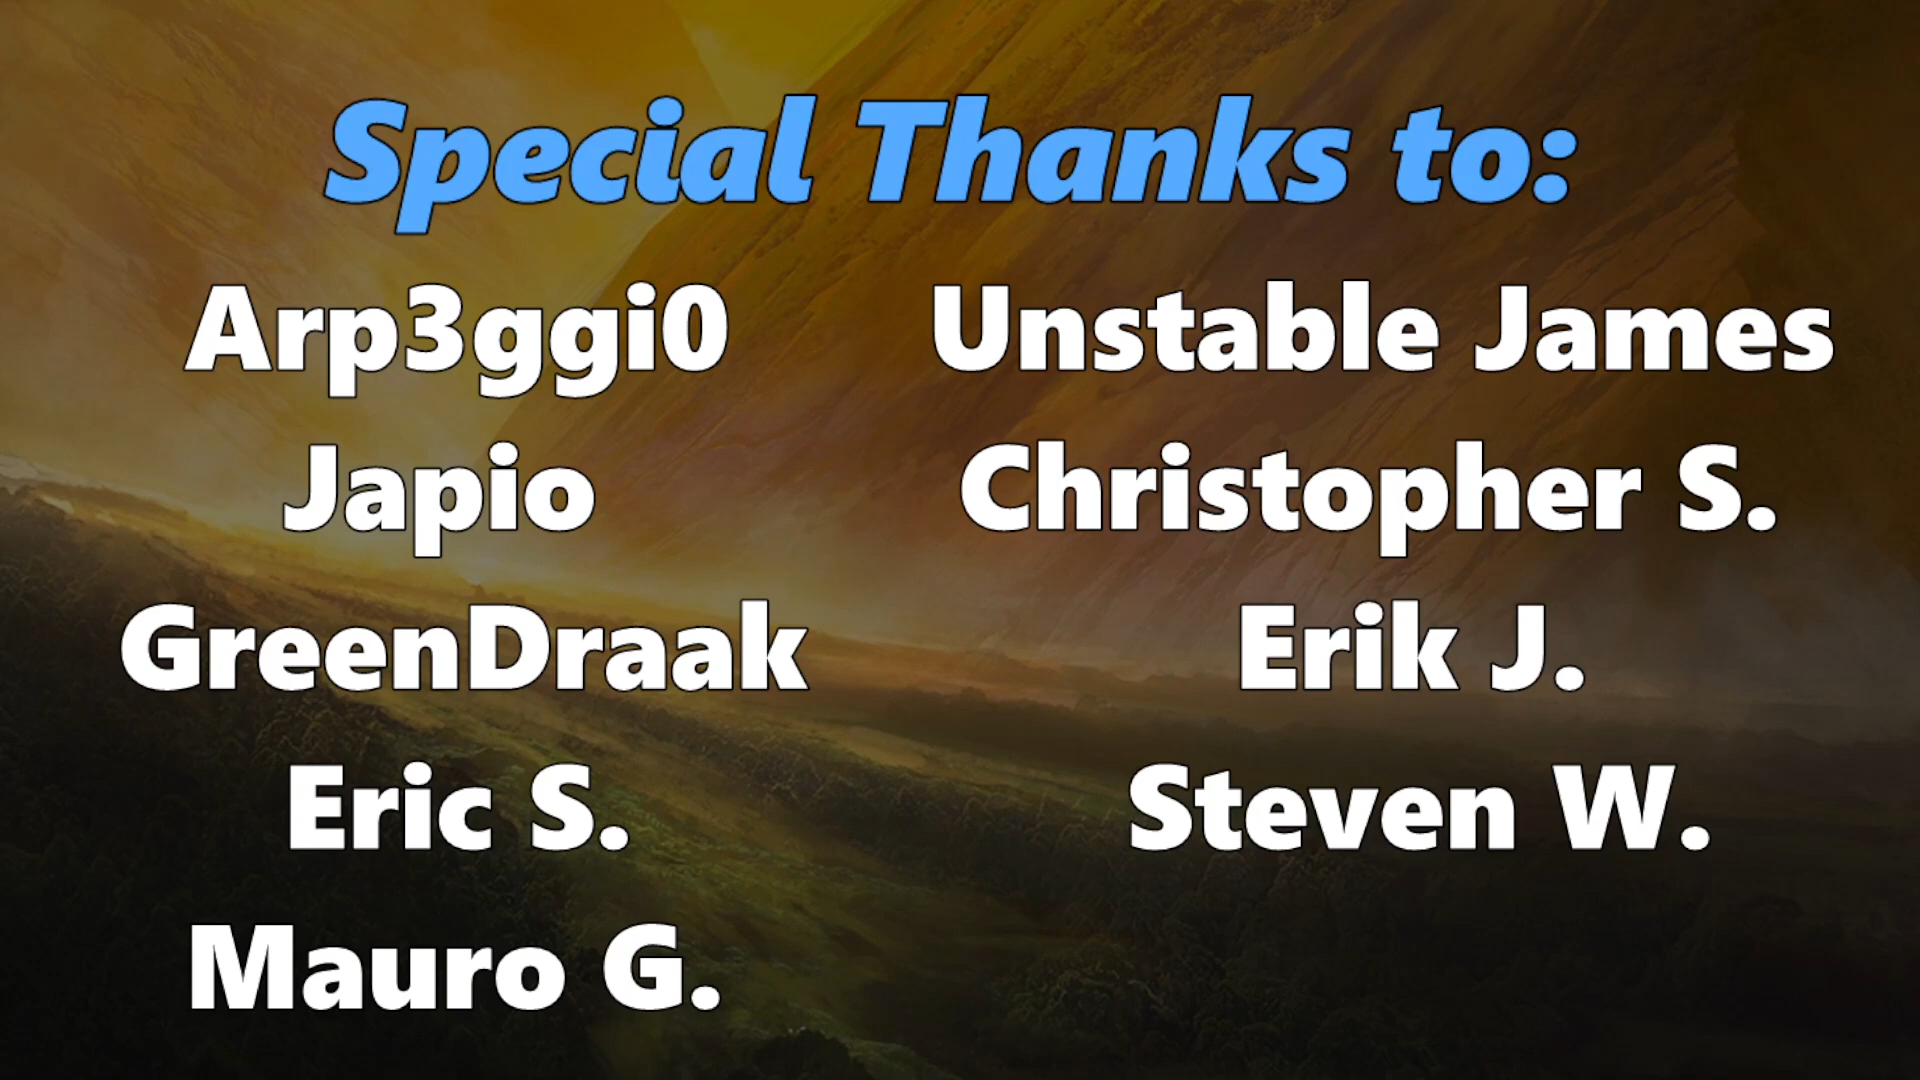 Special Thanks to:
Arp3ggi0
Japio
GreenDraak
Eric S.
Mauro G.
Unstable James
Christopher S.
Erik J.
Steven W.